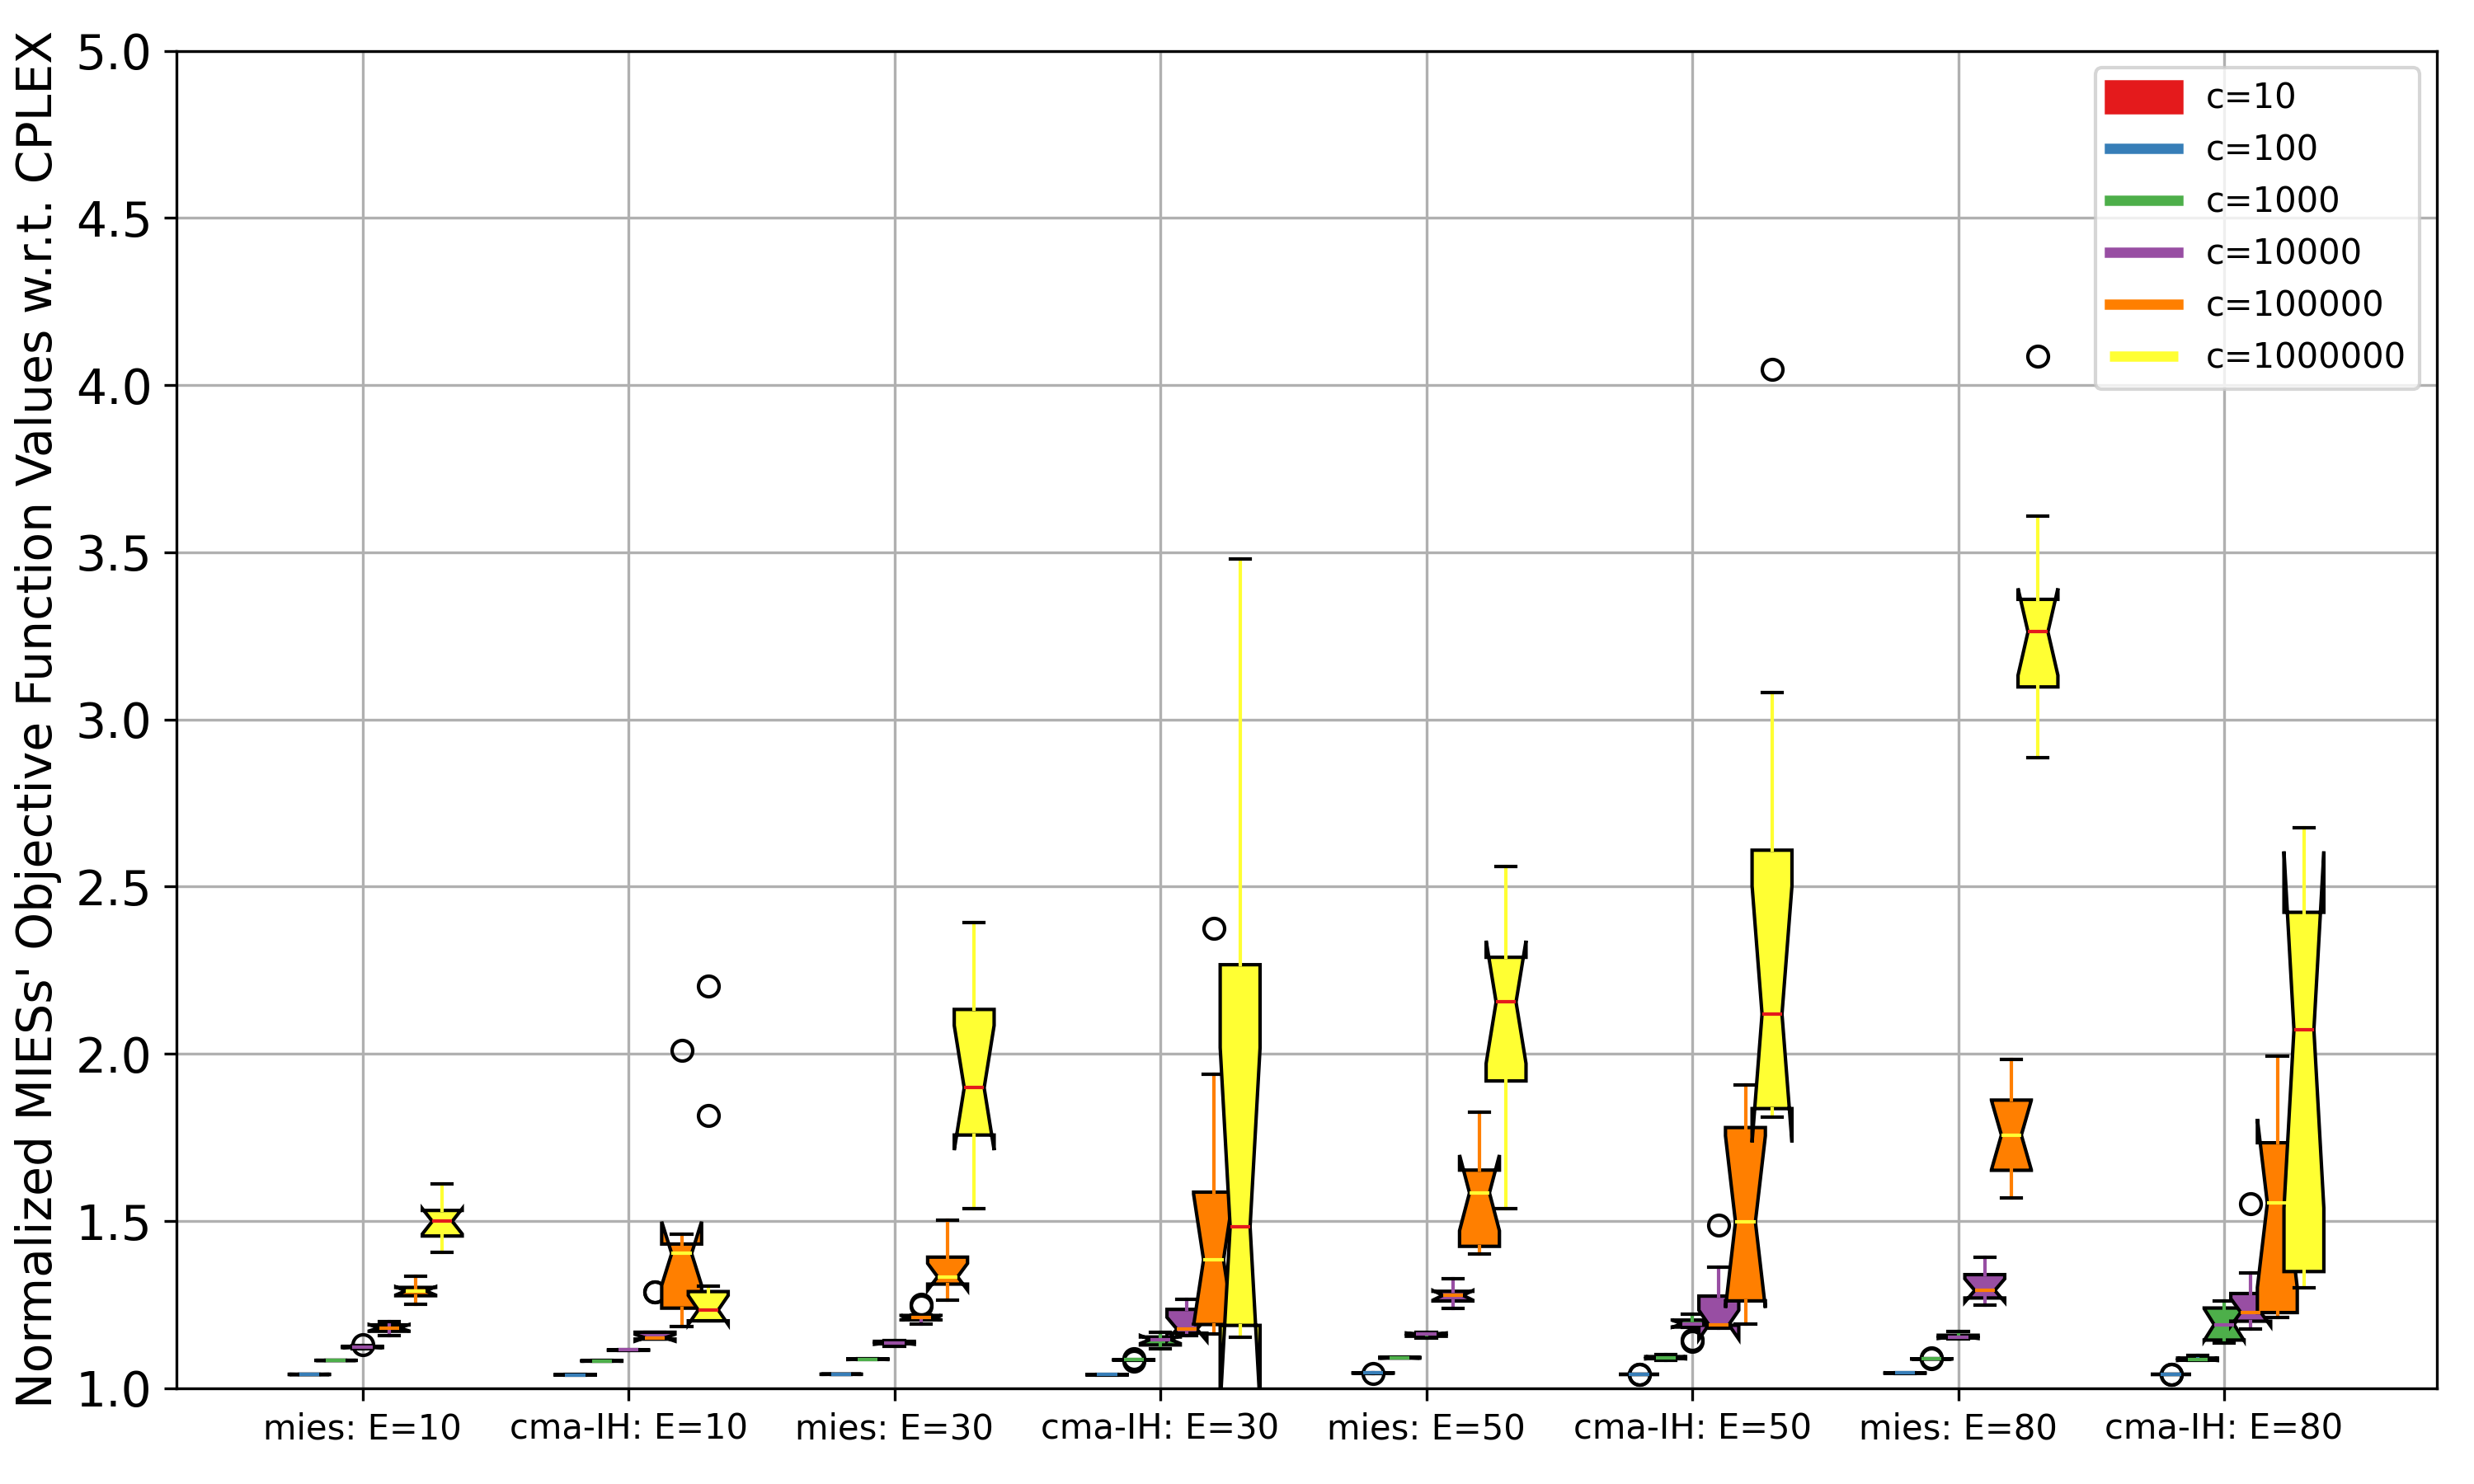 Normalized MIESs' Objective Function Values w.r.t. CPLEX
5.0
4.5
4.0
3.5
3.0
2.5
2.0
1.5
1.0
c=10
c=100
c=1000
c=10000
c=100000
c=1000000
mies: E=10
cma-IH: E=10
mies: E=30
cma-IH: E=30
mies: E=50
cma-IH: E=50
mies: E=80
cma-IH: E=80